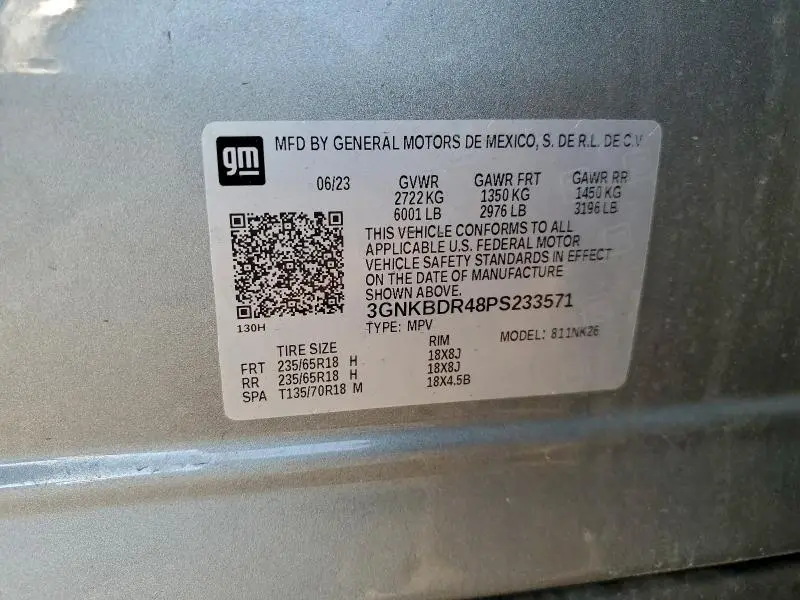 gm MFD BY GENERAL MOTORS DE MEXICO, S. DE R.L. DE C.V.
06/23 GVWR GAWR FRT GAWR RR
2722 KG 1350 KG 1450 KG
6001 LB 2976 LB 3196 LB
THIS VEHICLE CONFORMS TO ALL
APPLICABLE U.S. FEDERAL MOTOR
VEHICLE SAFETY STANDARDS IN EFFECT
ON THE DATE OF MANUFACTURE
SHOWN ABOVE.
3GNKBDR48PS233571
130H TYPE: MPV MODEL: 811NK26
TIRE SIZE RIM
FRT 235/65R18 H 18X8J
RR 235/65R18 H 18X8J
SPA T135/70R18 M 18X4.5B